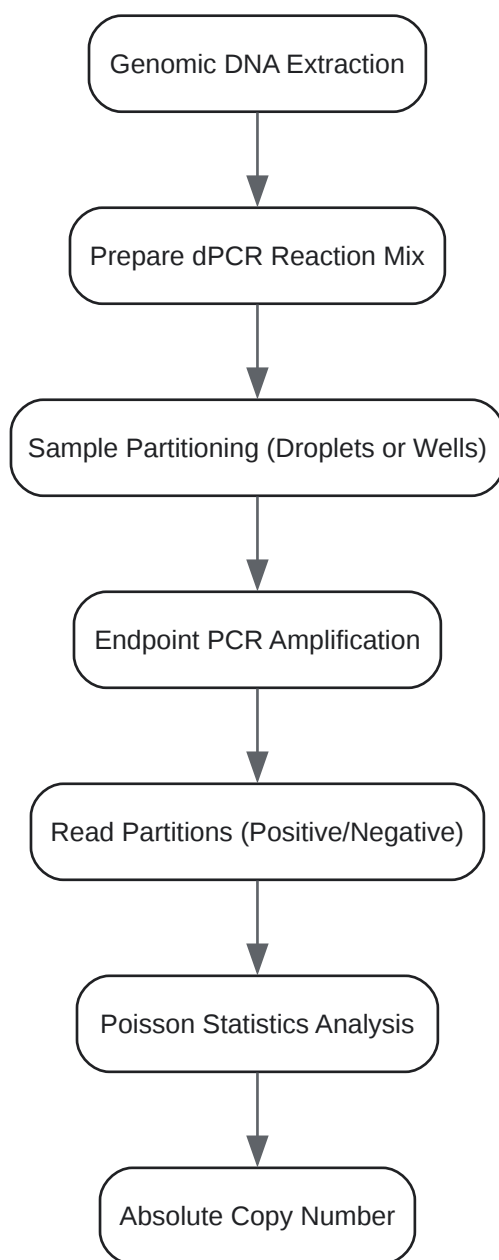 Genomic DNA Extraction
Prepare dPCR Reaction Mix
Sample Partitioning (Droplets or Wells)
Endpoint PCR Amplification
Read Partitions (Positive/Negative)
Poisson Statistics Analysis
Absolute Copy Number